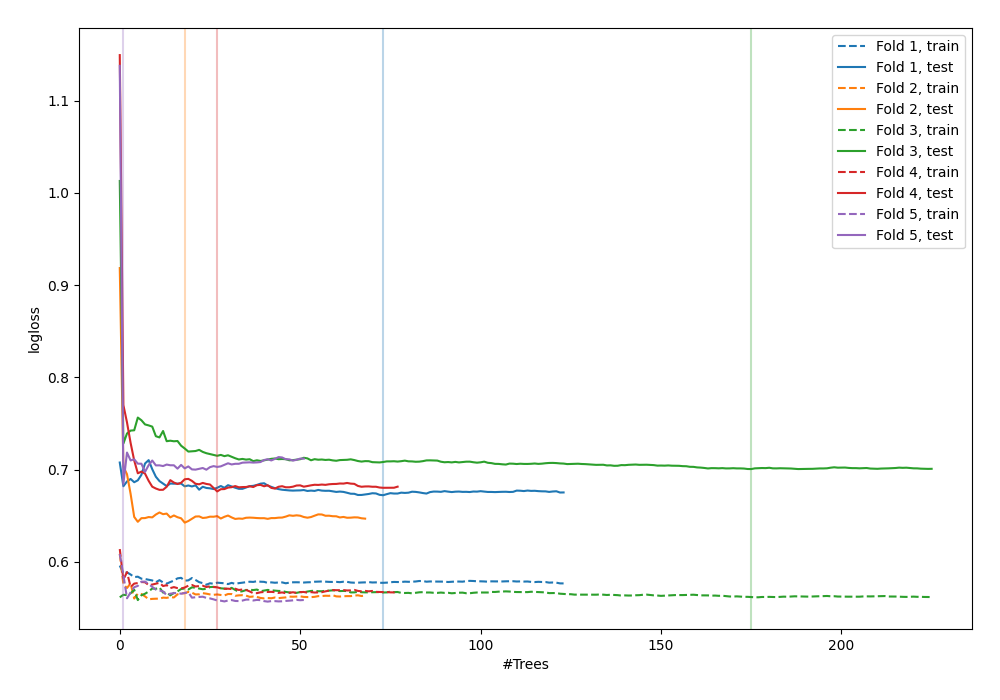 1.1
1.0
0.9
0.8
0.7
0.6
logloss
0
50
100
150
200
#Trees
Fold 1, train
Fold 1, test
Fold 2, train
Fold 2, test
Fold 3, train
Fold 3, test
Fold 4, train
Fold 4, test
Fold 5, train
Fold 5, test